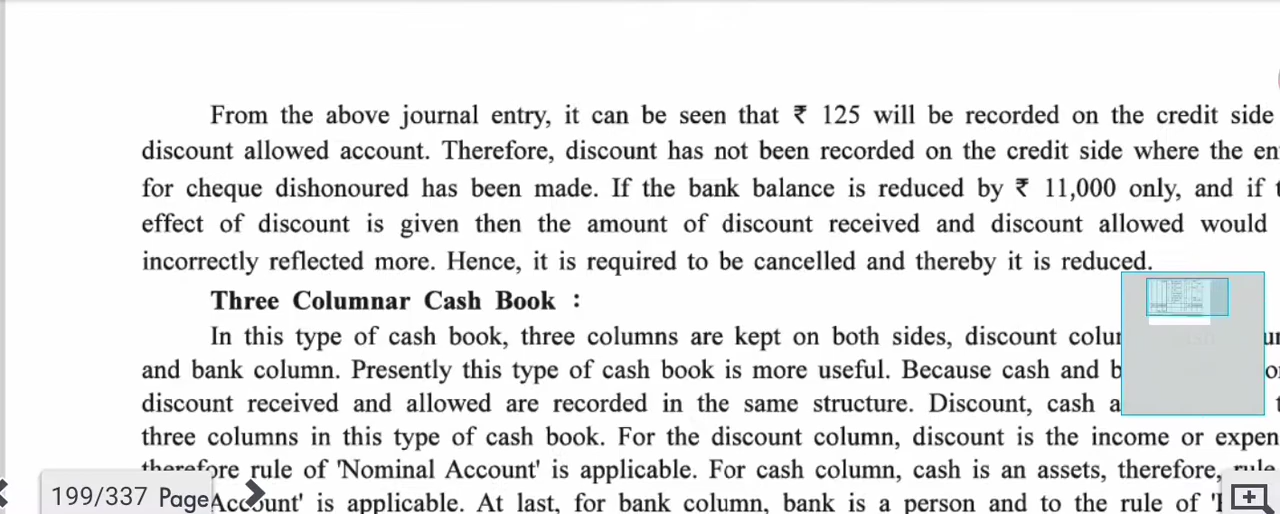 From the above journal entry, it can be seen that ₹ 125 will be recorded on the credit side
discount allowed account. Therefore, discount has not been recorded on the credit side where the
for cheque dishonoured has been made. If the bank balance is reduced by ₹ 11,000 only, and if
effect of discount is given then the amount of discount received and discount allowed would
incorrectly reflected more. Hence, it is required to be cancelled and thereby it is reduced.
Three Columnar Cash Book :
In this type of cash book, three columns are kept on both sides, discount
and bank column. Presently this type of cash book is more useful. Because cash and
discount received and allowed are recorded in the same structure. Discount, cash
three columns in this type of cash book. For the discount column, discount is the income or
therefore rule of 'Nominal Account' is applicable. For cash column, cash is an assets, therefore, rule
Account' is applicable. At last, for bank column, bank is a person and to the rule of
199/337 Page